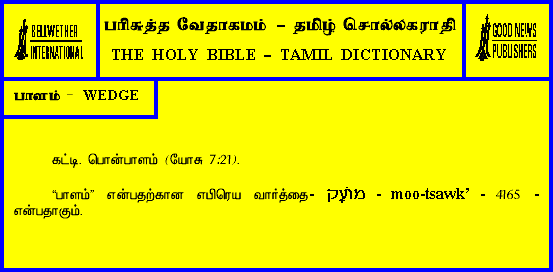 BELLWETHER
INTERNATIONAL
பரிசுத்த வேதாகமம் – தமிழ் சொல்லகராதி
THE HOLY BIBLE – TAMIL DICTIONARY
GOOD NEWS
PUBLISHERS
பாளம் – WEDGE
கட்டி. பொன்பாளம் (யோசு 7:21).
“பாளம்” என்பதற்கான எபிரெய வார்த்தை- מוּצָק - moo-tsawk’ - 4165 -
என்பதாகும்.